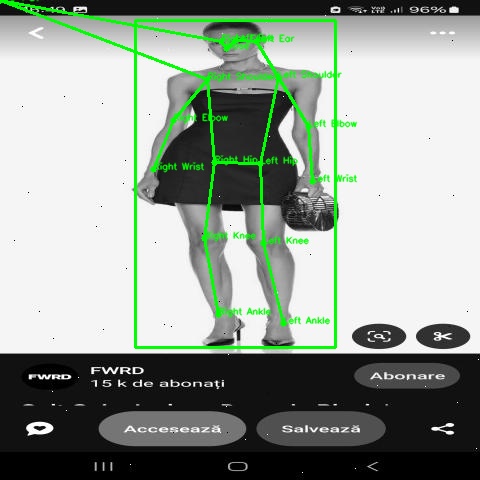 96%
Ear
Right Shoulder Left Shoulder
Right Elbow
Left Elbow
Right Hip Left Hip
Right Wrist
Left Wrist
Right Knee Left Knee
Right Ankle
Left Ankle
FWRD
FWRD
15 k de abonați
Abonare
Accesează
Salvează